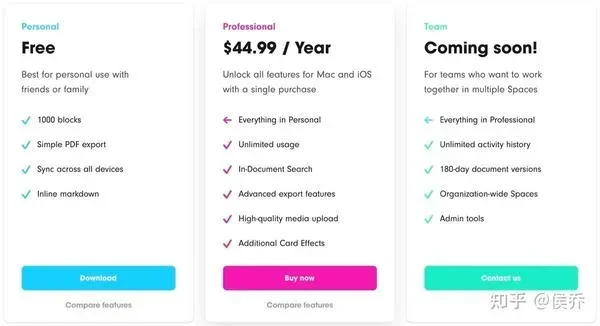 Personal
Free
Best for personal use with
friends or family
1000 blocks
Simple PDF export
Sync across all devices
Inline markdown
Download
Compare features
Professional
$44.99 / Year
Unlock all features for Mac and iOS
with a single purchase
Everything in Personal
Unlimited usage
In-Document Search
Advanced export features
High-quality media upload
Additional Card Effects
Buy now
Compare features
Team
Coming soon!
For teams who want to work
together in multiple Spaces
Everything in Professional
Unlimited activity history
180-day document versions
Organization-wide Spaces
Admin tools
Contact us
知乎 @侯乔